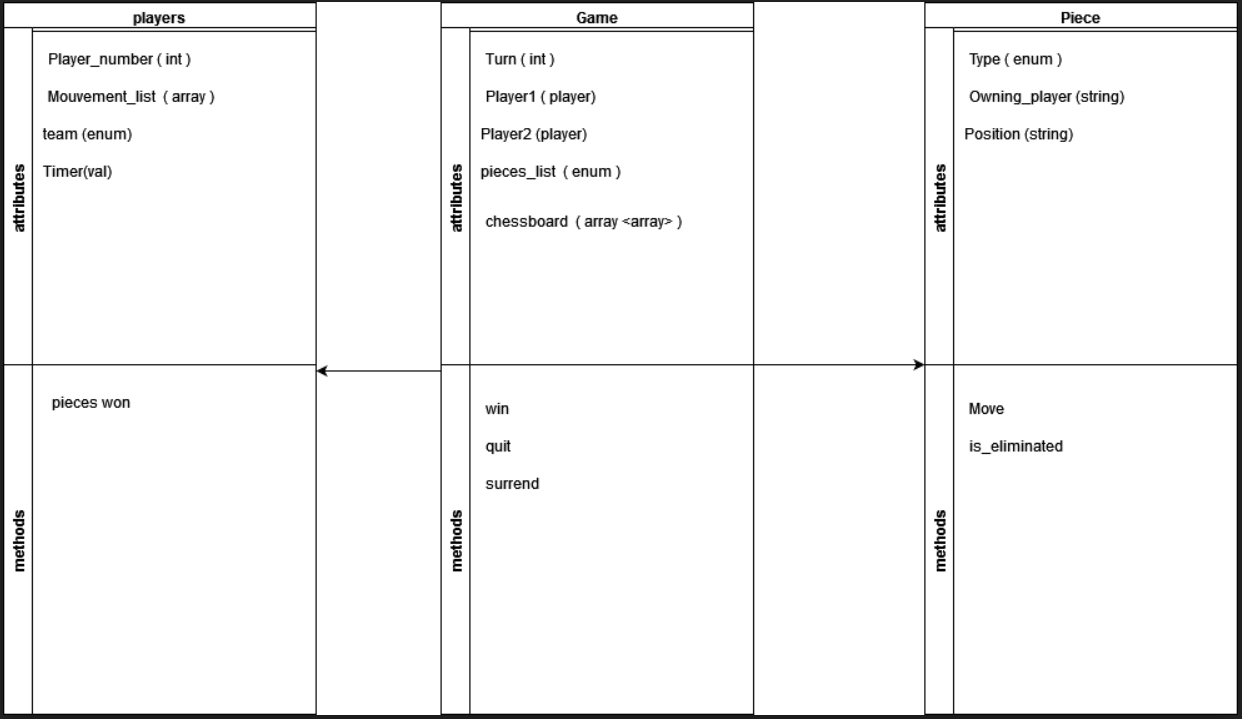 players
attributes
Player_number ( int )
Mouvement_list ( array )
team (enum)
Timer(val)
methods
pieces won
Game
attributes
Turn ( int )
Player1 ( player)
Player2 (player)
pieces_list ( enum )
chessboard ( array <array> )
methods
win
quit
surrend
Piece
attributes
Type ( enum )
Owning_player (string)
Position (string)
methods
Move
is_eliminated